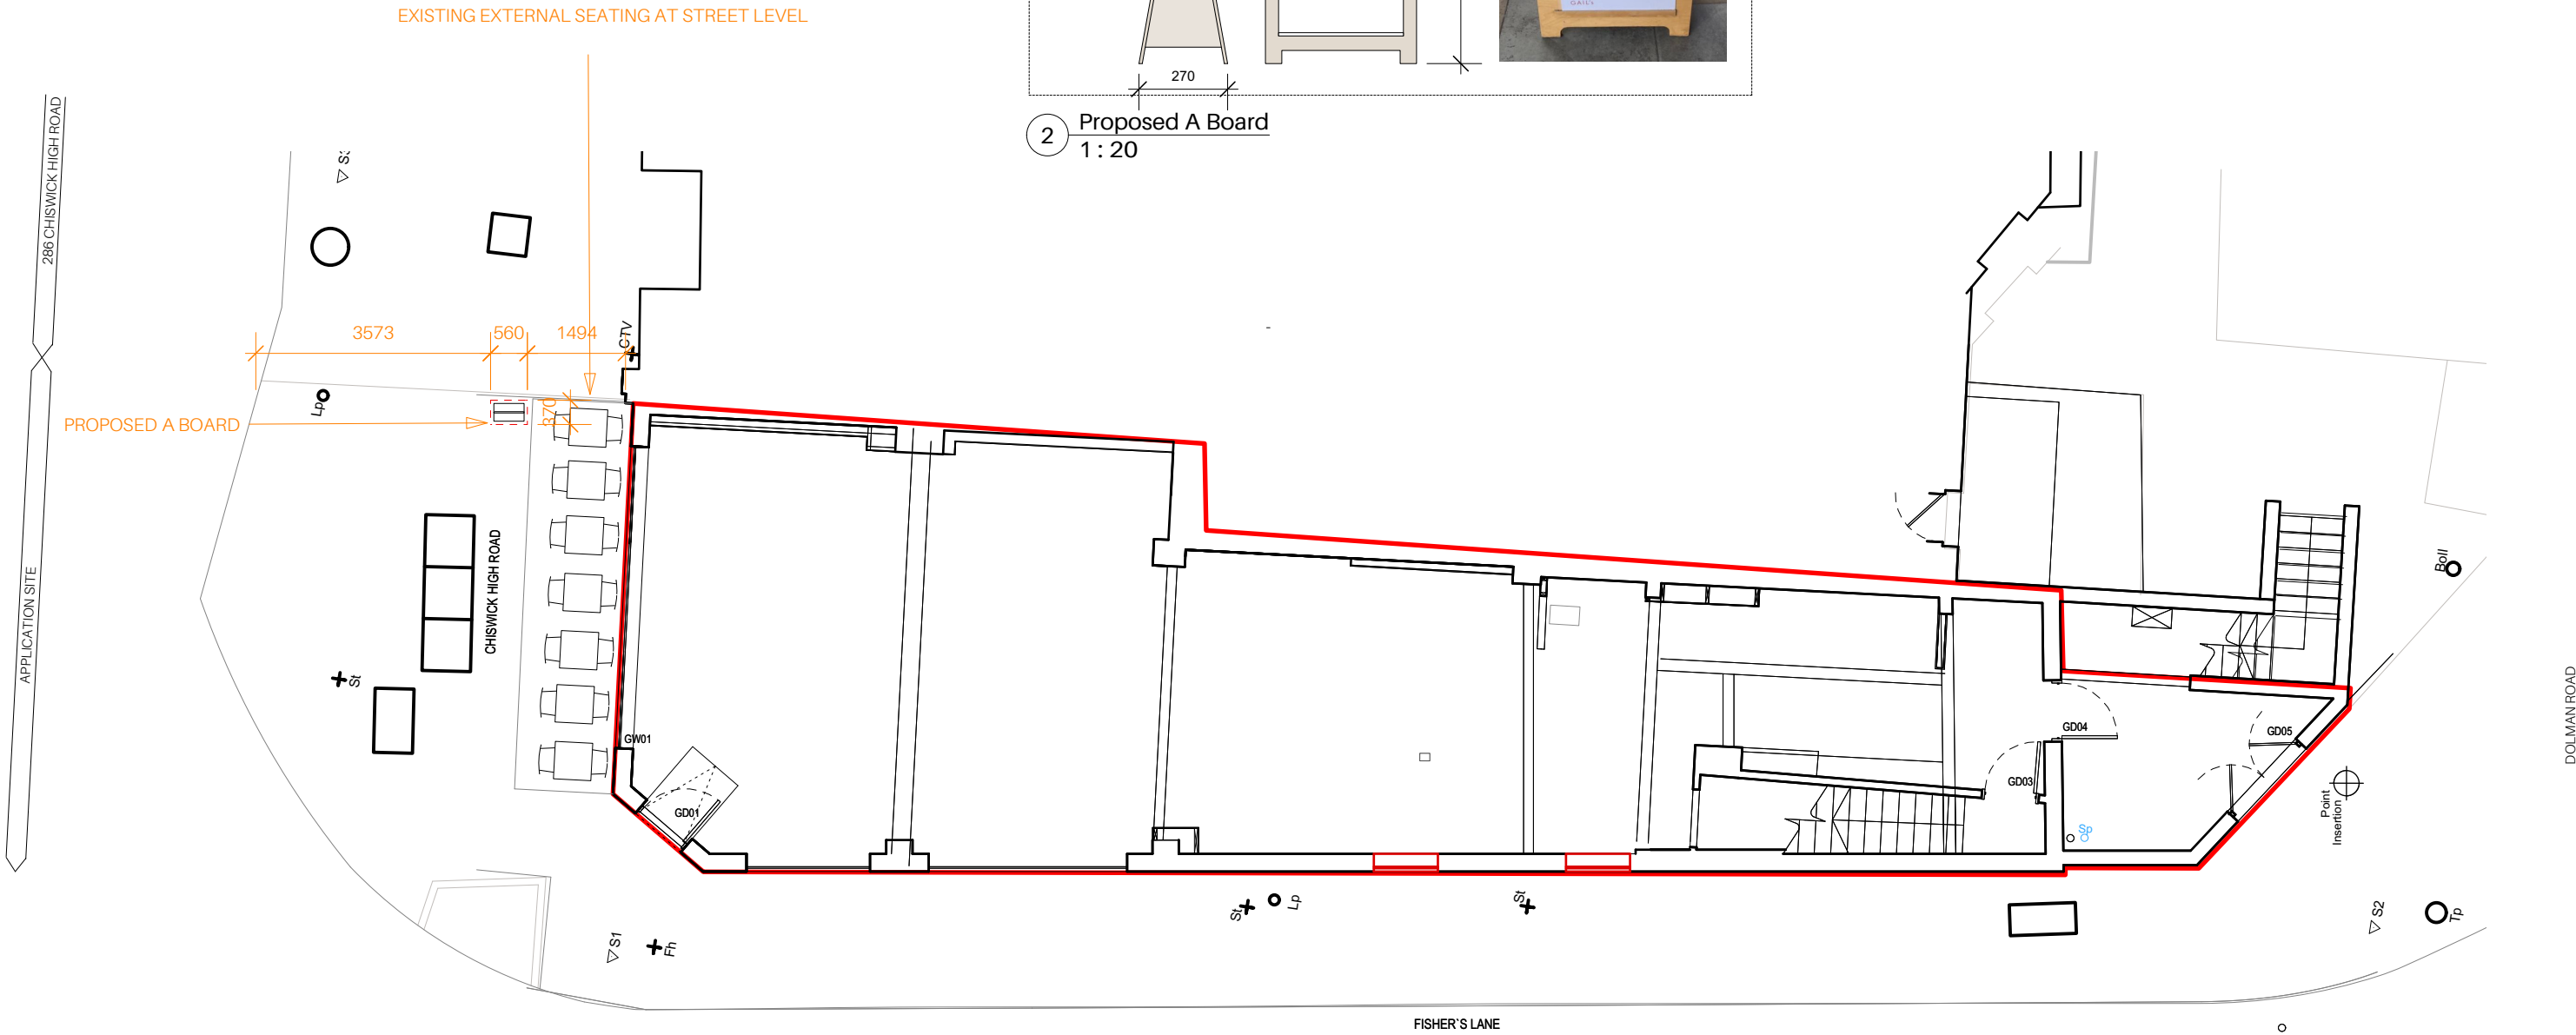 EXISTING EXTERNAL SEATING AT STREET LEVEL
GAIL's
270
2
Proposed A Board
1 : 20
286 CHISWICK HIGH ROAD
APPLICATION SITE
3573
560
1494
CTV
370
PROPOSED A BOARD
Lp
CHISWICK HIGH ROAD
St
GW01
GD01
GD04
GD05
GD03
Sp
Point
Insertion
Boll
DOLMAN ROAD
St
Lp
St
S1
Fh
S2
Tp
FISHER`S LANE